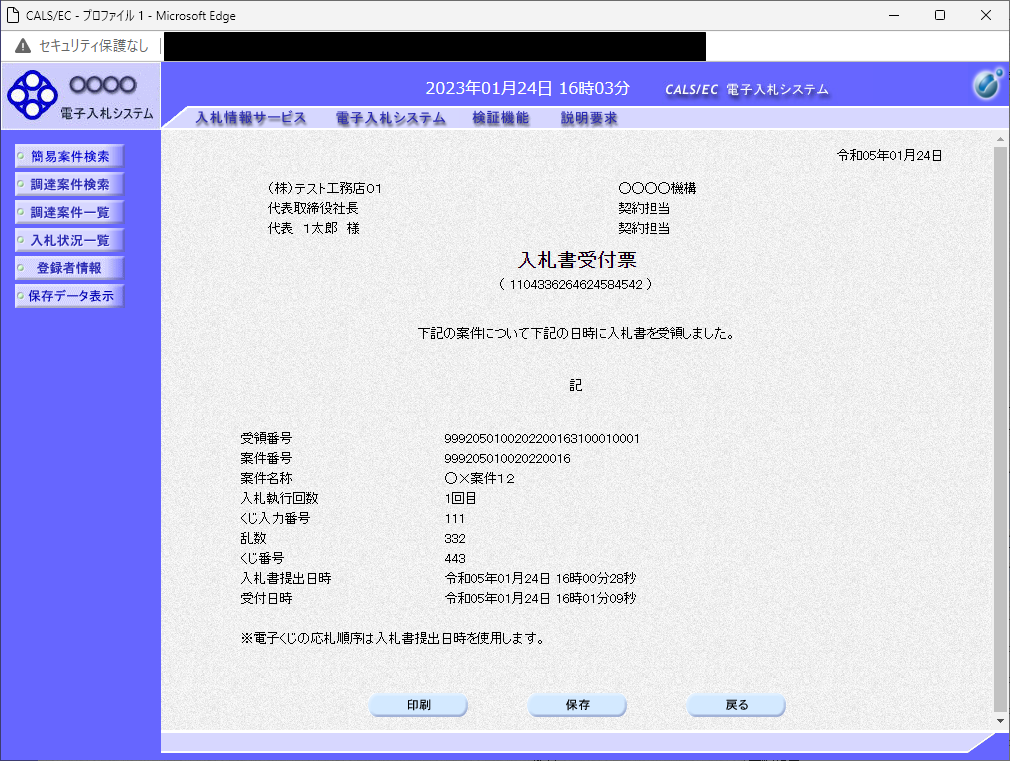 CALS/EC - プロファイル 1 - Microsoft Edge
セキュリティ保護なし
○○○○
電子入札システム
2023年01月24日 16時03分
CALS/EC 電子入札システム
入札情報サービス 電子入札システム 検証機能 説明要求
簡易案件検索
調達案件検索
調達案件一覧
入札状況一覧
登録者情報
保存データ表示
令和05年01月24日
(株)テスト工務店01
代表取締役社長
代表 1太郎 様
〇〇〇〇機構
契約担当
契約担当
入札書受付票
( 1104336264624584542 )
下記の案件について下記の日時に入札書を受領しました。
記
受領番号 9992050100202200163100010001
案件番号 999205010020220016
案件名称 〇×案件12
入札執行回数 1回目
くじ入力番号 111
乱数 332
くじ番号 443
入札書提出日時 令和05年01月24日 16時00分28秒
受付日時 令和05年01月24日 16時01分09秒
※電子くじの応札順序は入札書提出日時を使用します。
印刷 保存 戻る